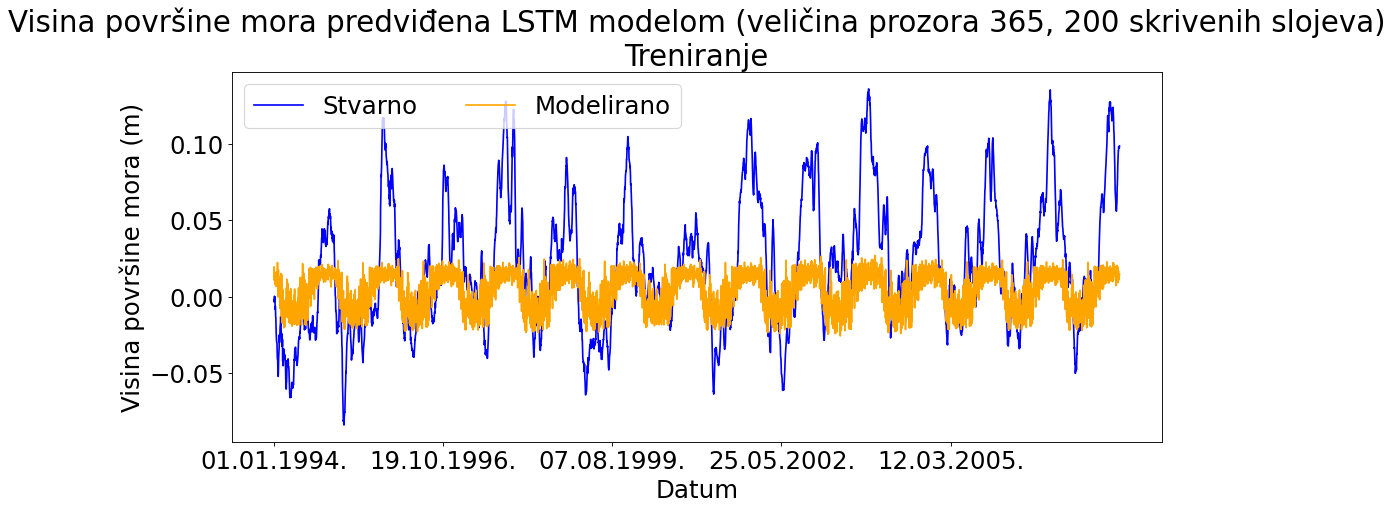 Visina površine mora predviđena LSTM modelom (veličina prozora 365, 200 skrivenih slojeva)
Treniranje
Stvarno
Modelirano
Visina površine mora (m)
0.10
0.05
0.00
−0.05
01.01.1994.
19.10.1996.
07.08.1999.
25.05.2002.
12.03.2005.
Datum